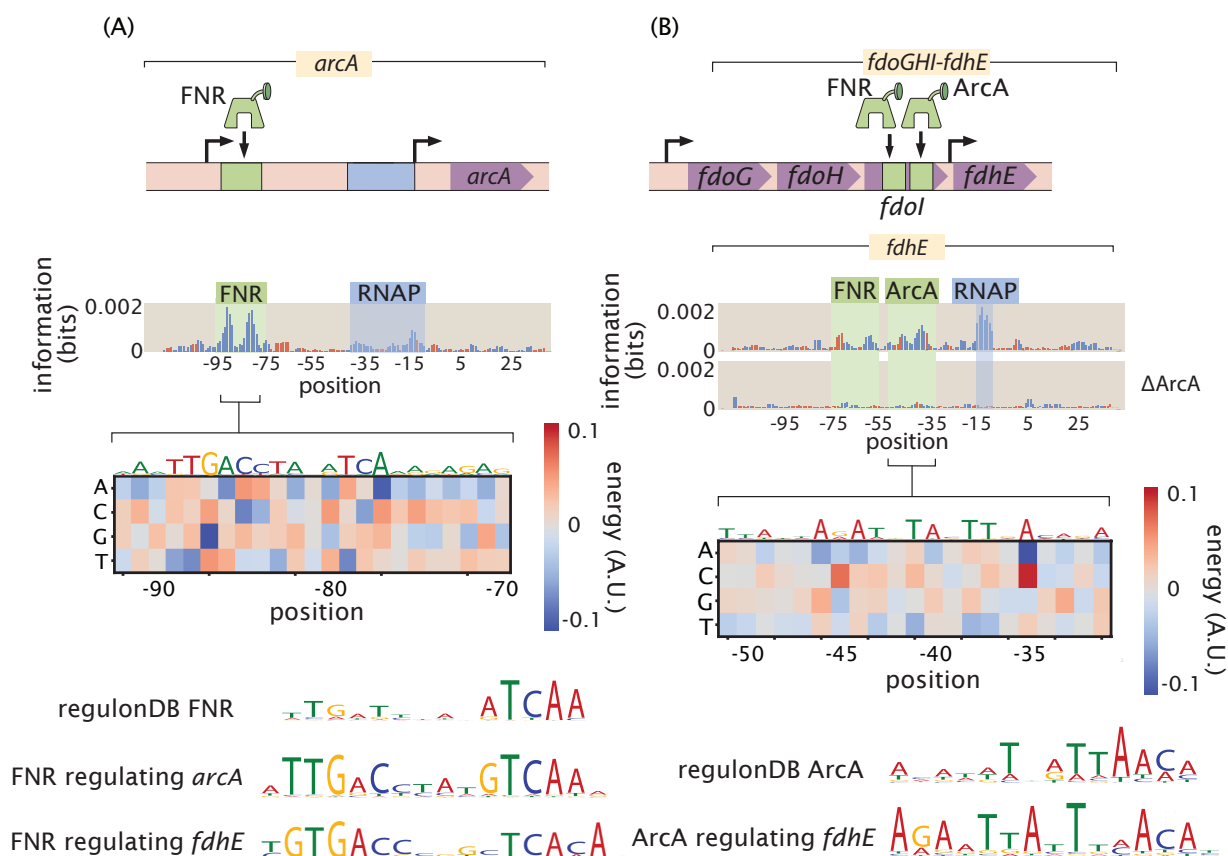 (A)
arcA
FNR
arcA
information (bits)
0.002
0
FNR
RNAP
-95 -75 -55 -35 -15 5 25
position
0.1
0
-0.1
energy (A.U.)
A
C
G
T
-90 -80 -70
position
regulonDB FNR
FNR regulating arcA
FNR regulating fdhE
(B)
fdoGHI-fdhE
FNR
ArcA
fdoG
fdoH
fdhE
fdoI
fdhE
information (bits)
0.002
0
0.002
0
FNR
ArcA
RNAP
ΔArcA
-95 -75 -55 -35 -15 5 25
position
0.1
0
-0.1
energy (A.U.)
A
C
G
T
-50 -45 -40 -35
position
regulonDB ArcA
ArcA regulating fdhE